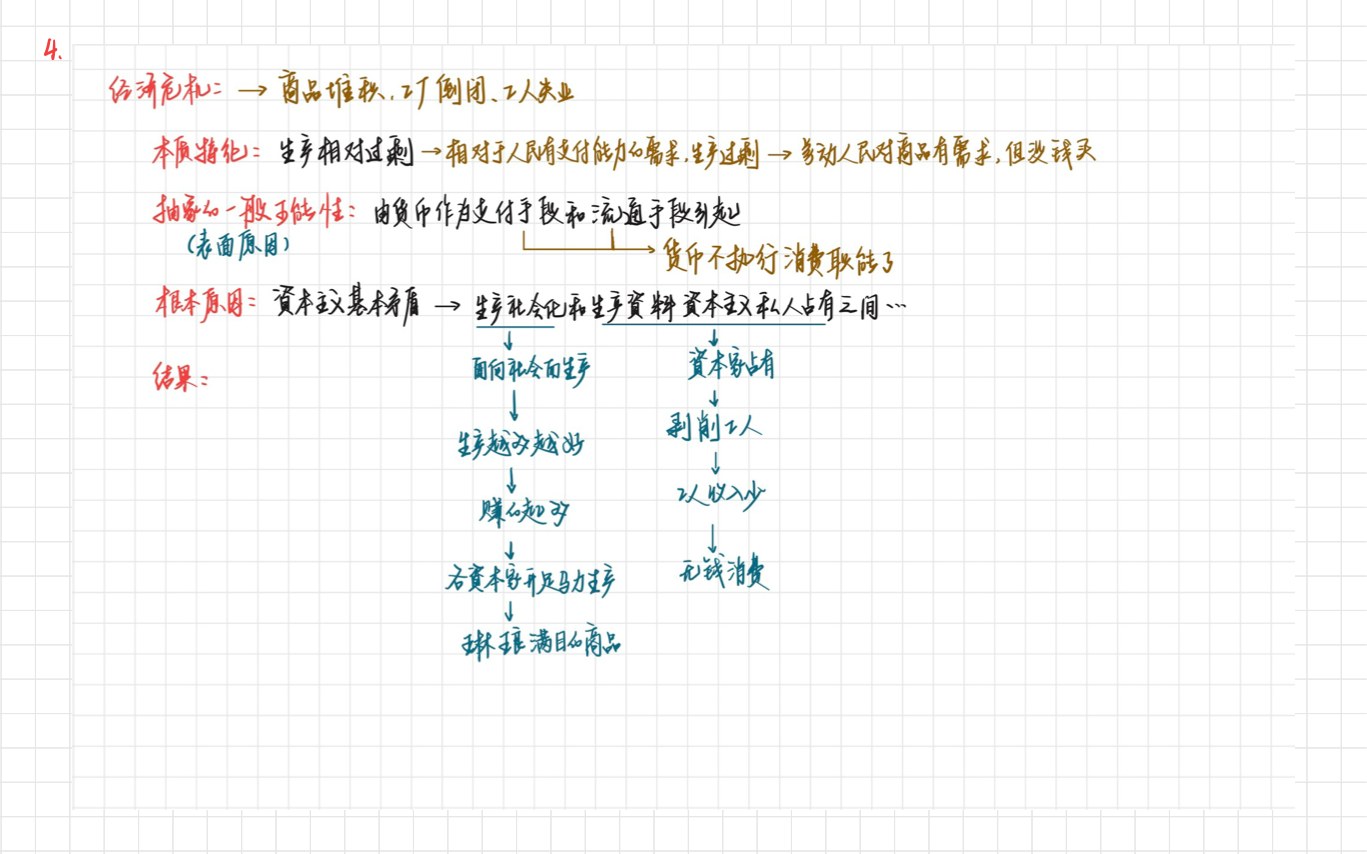 4.
经济危机: → 商品堆积、工厂倒闭、工人失业
本质特征: 生产相对过剩 → 相对于人民有支付能力的需求,生产过剩 → 劳动人民对商品有需求,但没钱买
抽象的一般可能性: 由货币作为支付手段和流通手段引起
(表面原因)
货币不执行消费职能了
根本原因: 资本主义基本矛盾 → 生产社会化和生产资料资本主义私人占有之间…
结果:
面向社会而生产
资本家占有
↓
↓
生产越多越好
剥削工人
↓
↓
赚的越多
工人收入少
↓
↓
各资本家开足马力生产
无钱消费
↓
琳琅满目的商品